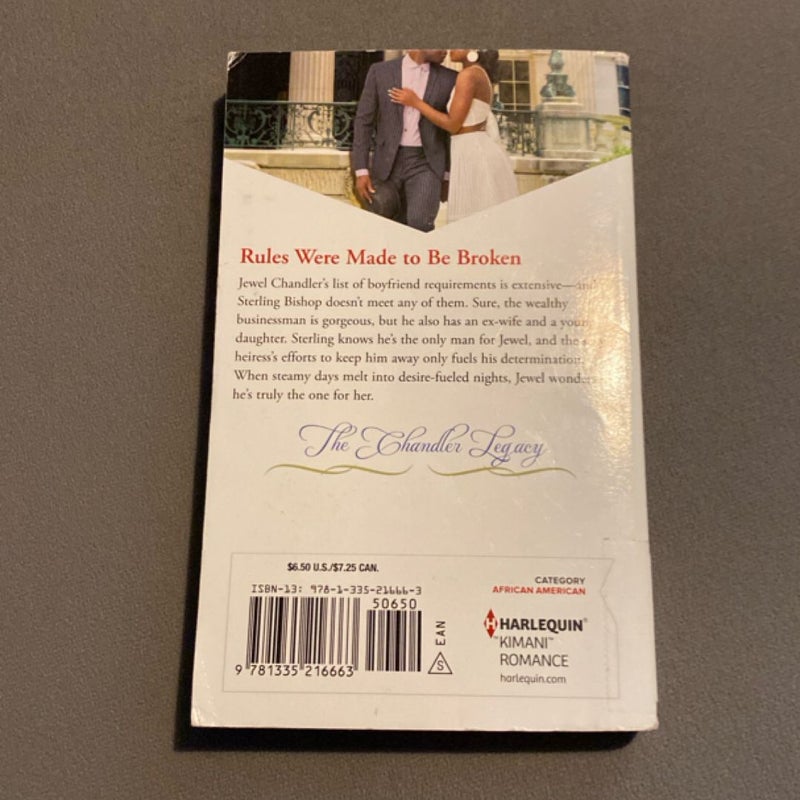 Rules Were Made to Be Broken
Jewel Chandler's list of boyfriend requirements is extensive—and
Sterling Bishop doesn't meet any of them. Sure, the wealthy
businessman is gorgeous, but he also has an ex-wife and a young
daughter. Sterling knows he's the only man for Jewel, and the
heiress's efforts to keep him away only fuels his determination.
When steamy days melt into desire-fueled nights, Jewel wonders
he's truly the one for her.
The Chandler Legacy
$6.50 U.S./$7.25 CAN.
ISBN-13: 978-1-335-21666-3
50650
9 781335 216663
EAN
S
CATEGORY
AFRICAN AMERICAN
HARLEQUIN®
™KIMANI™
ROMANCE
harlequin.com